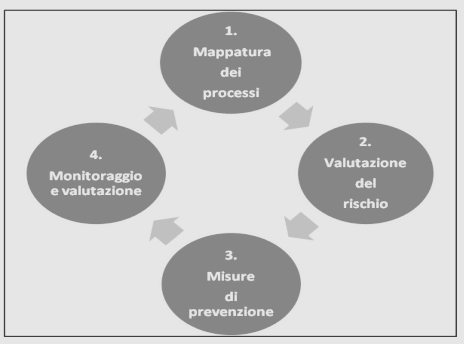 1.
Mappatura
dei
processi
2.
Valutazione
del
rischio
3.
Misure
di
prevenzione
4.
Monitoraggio
e valutazione